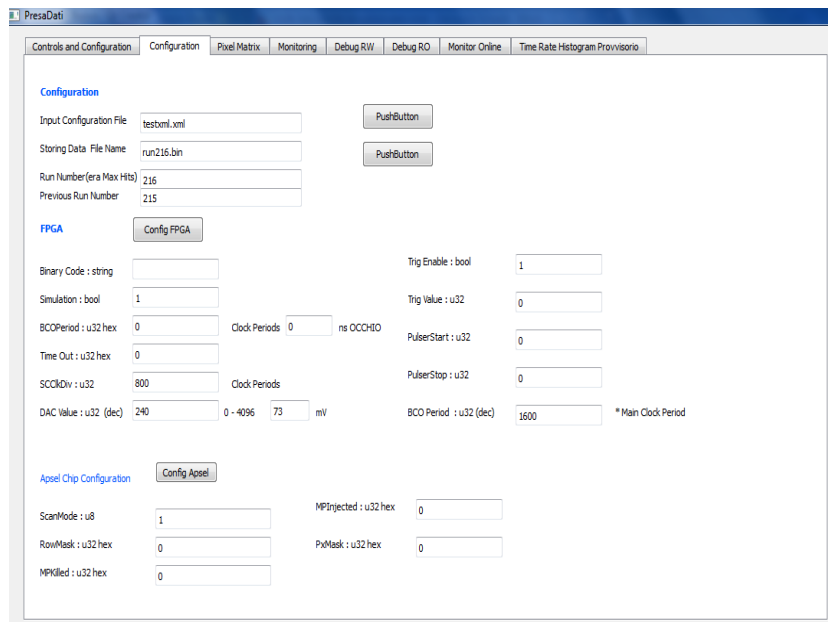 PresaDati
Controls and Configuration Configuration Pixel Matrix Monitoring Debug RW Debug RO Monitor Online Time Rate Histogram Provvisorio
Configuration
Input Configuration File testxml.xml PushButton
Storing Data File Name run216.bin PushButton
Run Number(era Max Hits) 216
Previous Run Number 215
FPGA Config FPGA
Binary Code : string
Simulation : bool 1
BCOPeriod : u32 hex 0 Clock Periods 0 ns OCCHIO
Time Out : u32 hex 0
SCClkDiv : u32 800 Clock Periods
DAC Value : u32 (dec) 240 0 - 4096 73 mV
Trig Enable : bool 1
Trig Value : u32 0
PulserStart : u32 0
PulserStop : u32 0
BCO Period : u32 (dec) 1600 * Main Clock Period
Apsel Chip Configuration Config Apsel
ScanMode : u8 1
RowMask : u32 hex 0
MPKilled : u32 hex 0
MPInjected : u32 hex 0
PxMask : u32 hex 0